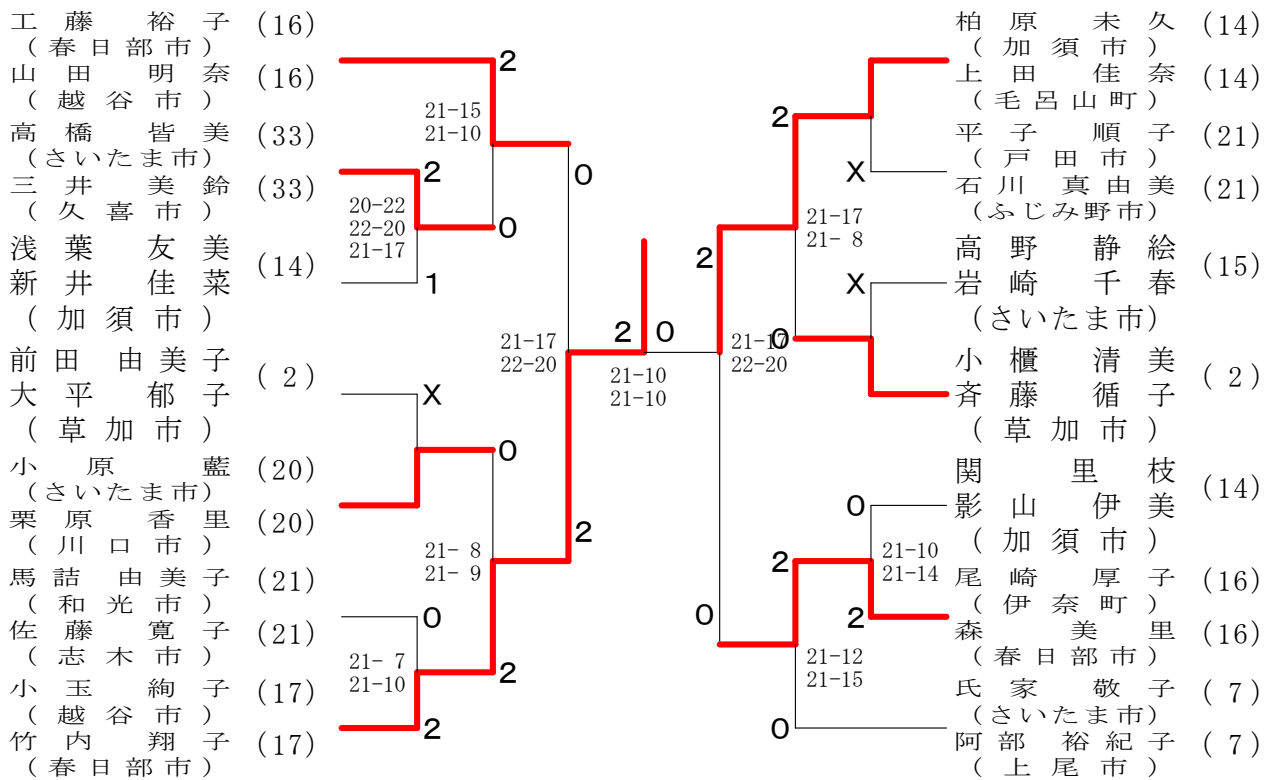 工藤 裕子 (16)
(春日部市)
山田 明奈 (16)
(越谷市)
高橋 皆美 (33)
(さいたま市)
三井 美鈴 (33)
(久喜市)
浅葉 友美
新井 佳菜 (14)
(加須市)
前田 由美子
大平 郁子 ( 2 )
(草加市)
小原 藍 (20)
(さいたま市)
栗原 香里 (20)
(川口市)
馬詰 由美子 (21)
(和光市)
佐藤 寛子 (21)
(志木市)
小玉 絢子 (17)
(越谷市)
竹内 翔子 (17)
(春日部市)
2
21-15
21-10
2
0
20-22
22-20
21-17
0
1
X
0
21-17
22-20
2
0
21-10
21-10
21- 8
21- 9
2
0
21- 7
21-10
2
2
2
X
21-17
21- 8
2
X
0
21-17
22-20
0
2
21-10
21-14
2
0
21-12
21-15
0
柏原 未久 (14)
(加須市)
上田 佳奈 (14)
(毛呂山町)
平子 順子 (21)
(戸田市)
石川 真由美 (21)
(ふじみ野市)
高野 静絵
岩崎 千春 (15)
(さいたま市)
小櫃 清美
斉藤 循子 ( 2 )
(草加市)
関 里枝
影山 伊美 (14)
(加須市)
尾崎 厚子 (16)
(伊奈町)
森 美里 (16)
(春日部市)
氏家 敬子 ( 7 )
(さいたま市)
阿部 裕紀子 ( 7 )
(上尾市)